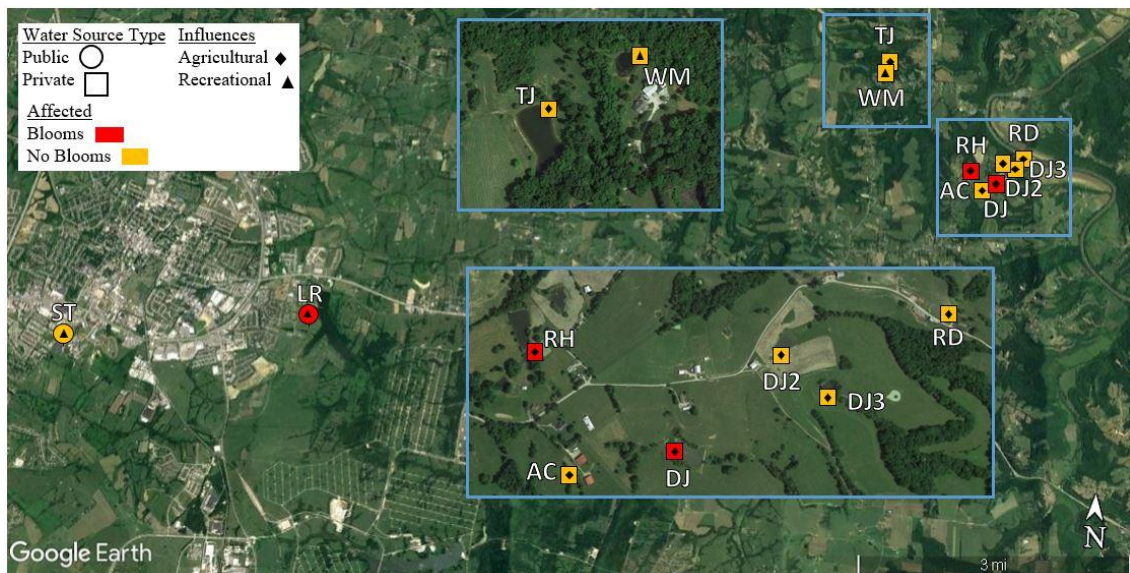 Water Source Type Influences
Public Agricultural
Private Recreational
Affected
Blooms
No Blooms
TJ
WM
TJ
WM
RH
RD
DJ3
AC
DJ2
DJ
ST
LR
RH
RD
DJ2
DJ3
AC
DJ
Google Earth
N
3 mi